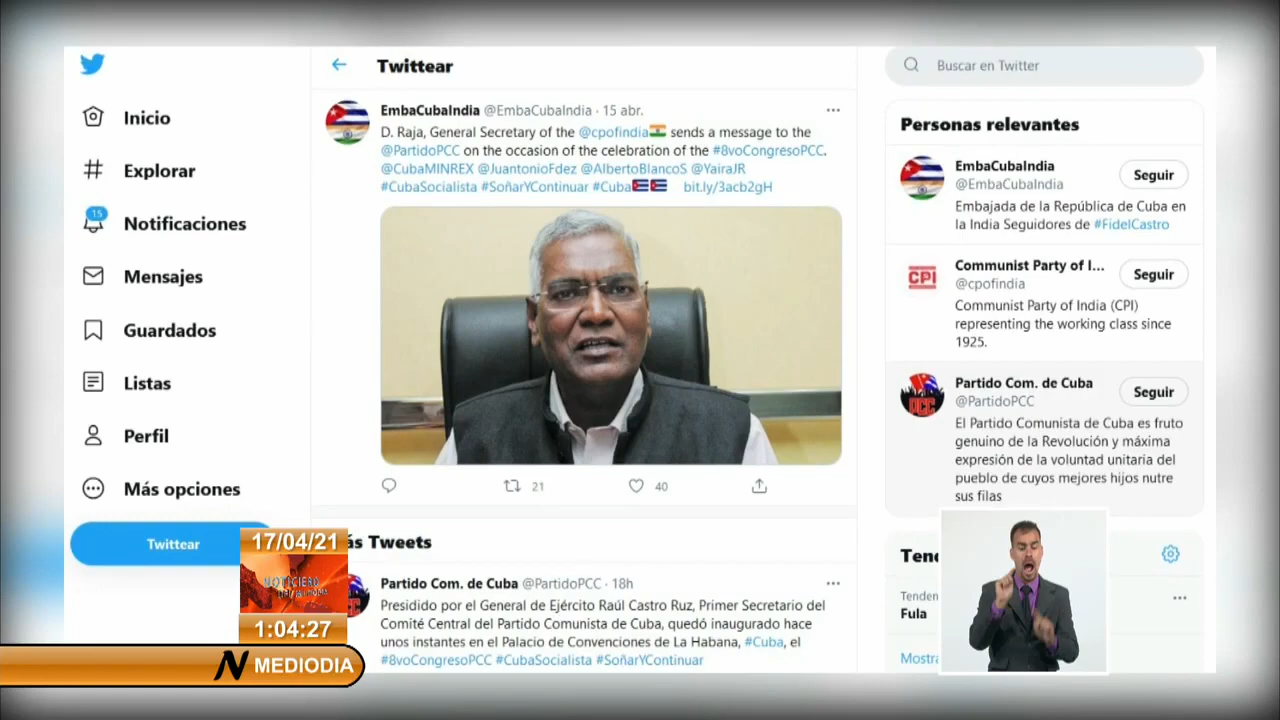 Inicio
Explorar
15
Notificaciones
Mensajes
Guardados
Listas
Perfil
Más opciones
Twittear
Twittear
EmbaCubaIndia @EmbaCubaIndia · 15 abr.
D. Raja, General Secretary of the @cpofindia sends a message to the
@PartidoPCC on the occasion of the celebration of the #8voCongresoPCC.
@CubaMINREX @JuantonioFdez @AlbertoBlancoS @YairaJR
#CubaSocialista #SoñarYContinuar #Cuba bit.ly/3acb2gH
21
40
ás Tweets
Partido Com. de Cuba @PartidoPCC · 18h
Presidido por el General de Ejército Raúl Castro Ruz, Primer Secretario del
Comité Central del Partido Comunista de Cuba, quedó inaugurado hace
unos instantes en el Palacio de Convenciones de La Habana, #Cuba, el
#8voCongresoPCC #CubaSocialista #SoñarYContinuar
Buscar en Twitter
Personas relevantes
EmbaCubaIndia
@EmbaCubaIndia
Seguir
Embajada de la República de Cuba en
la India Seguidores de #FidelCastro
CPI
Communist Party of I...
@cpofindia
Seguir
Communist Party of India (CPI)
representing the working class since
1925.
PCC
Partido Com. de Cuba
@PartidoPCC
Seguir
El Partido Comunista de Cuba es fruto
genuino de la Revolución y máxima
expresión de la voluntad unitaria del
pueblo de cuyos mejores hijos nutre
sus filas
Tend
Tenden
Fula
Mostra
17/04/21
NOTICIERO
DEL MEDIODÍA
1:04:27
N MEDIODIA